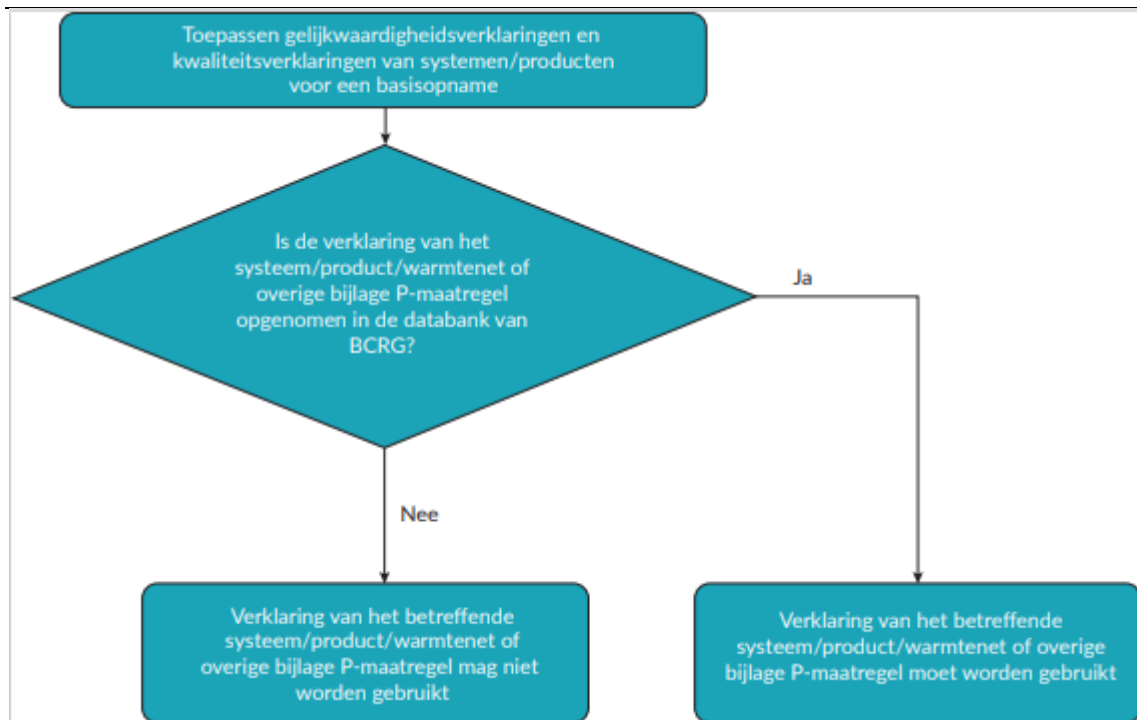 Toepassen gelijkwaardigheidsverklaringen en
kwaliteitsverklaringen van systemen/producten
voor een basisopname
Is de verklaring van het
systeem/product/warmtenet of
overige bijlage P-maatregel
opgenomen in de databank van
BCRG?
Ja
Nee
Verklaring van het betreffende
systeem/product/warmtenet of
overige bijlage P-maatregel mag niet
worden gebruikt
Verklaring van het betreffende
systeem/product/warmtenet of overige
bijlage P-maatregel moet worden gebruikt